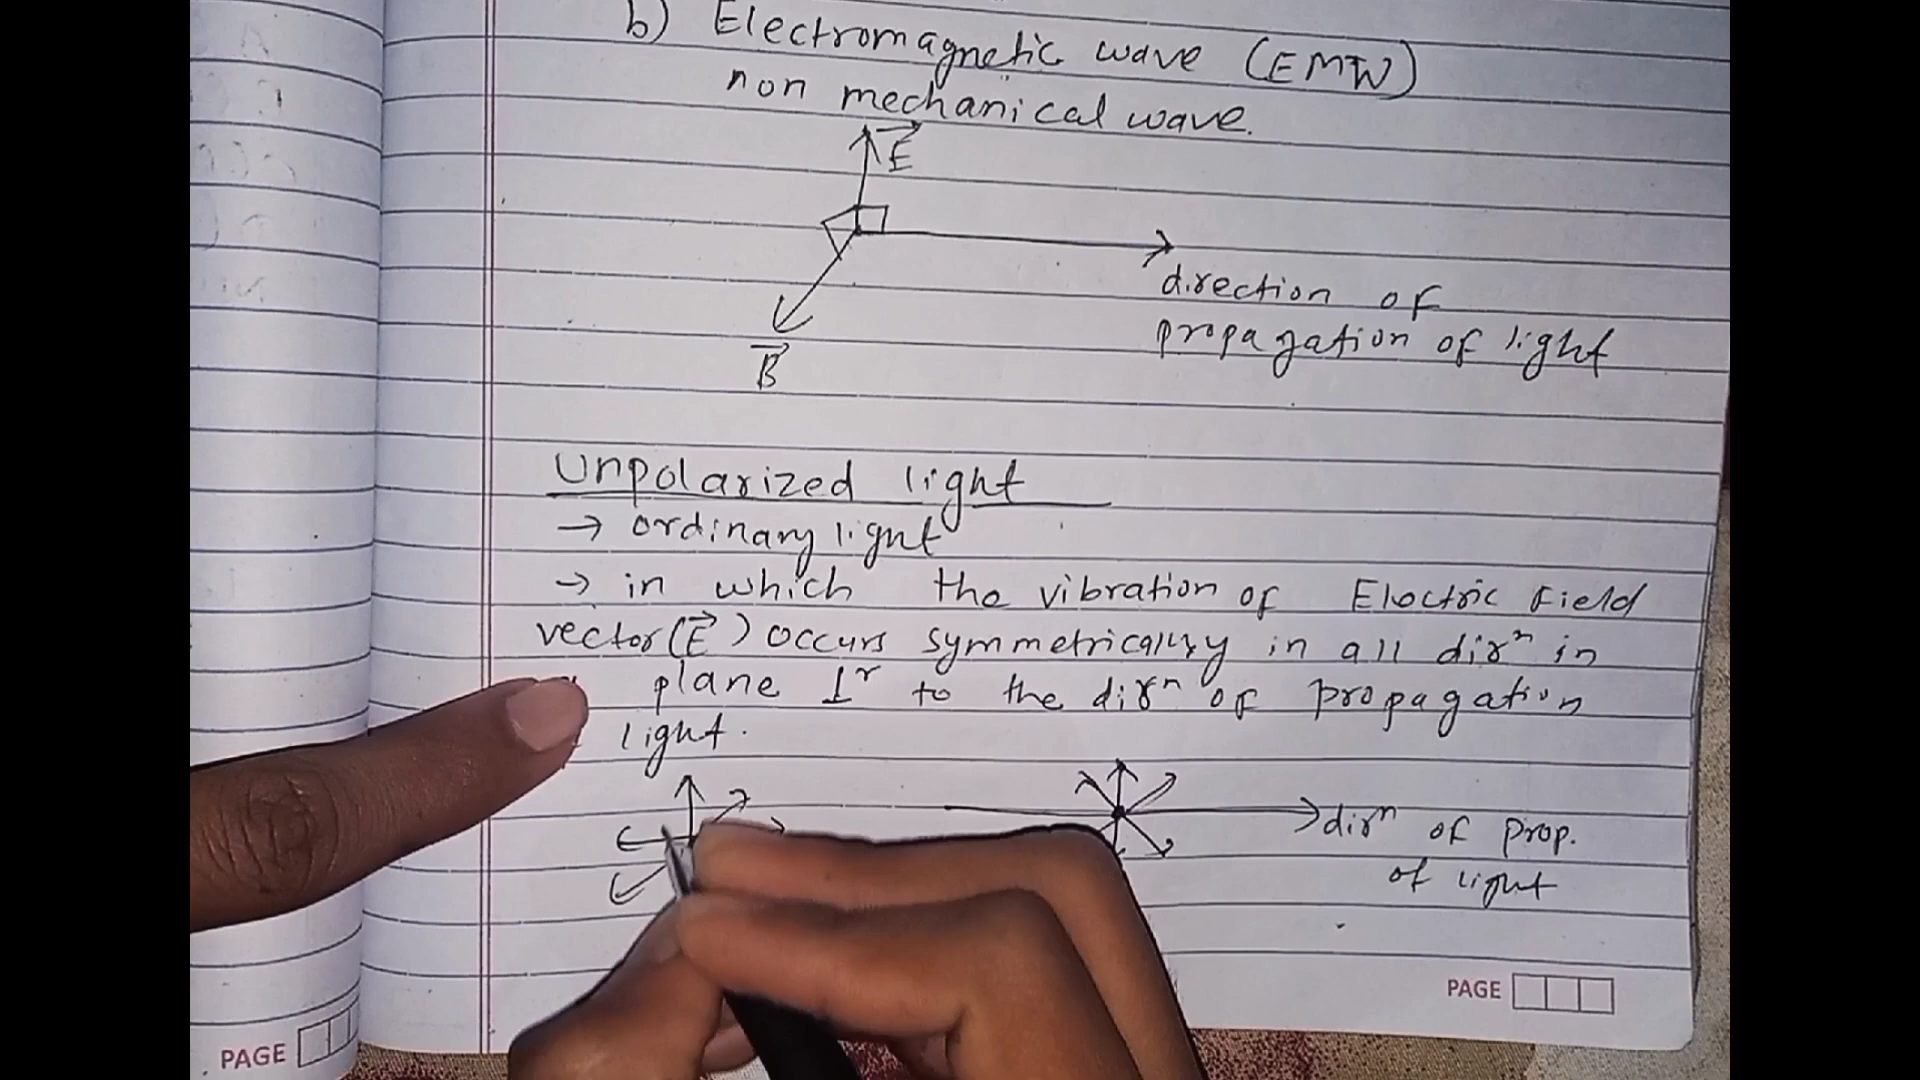 b) Electromagnetic wave (EMW)
non mechanical wave.
E
direction of
propagation of light
B
Unpolarized light
→ ordinary light
→ in which the vibration of Electric Field
vector(E) occurs symmetrically in all dirⁿ in
plane ⊥ʳ to the dirⁿ of propagation
light.
dirⁿ of prop.
of light
PAGE
PAGE